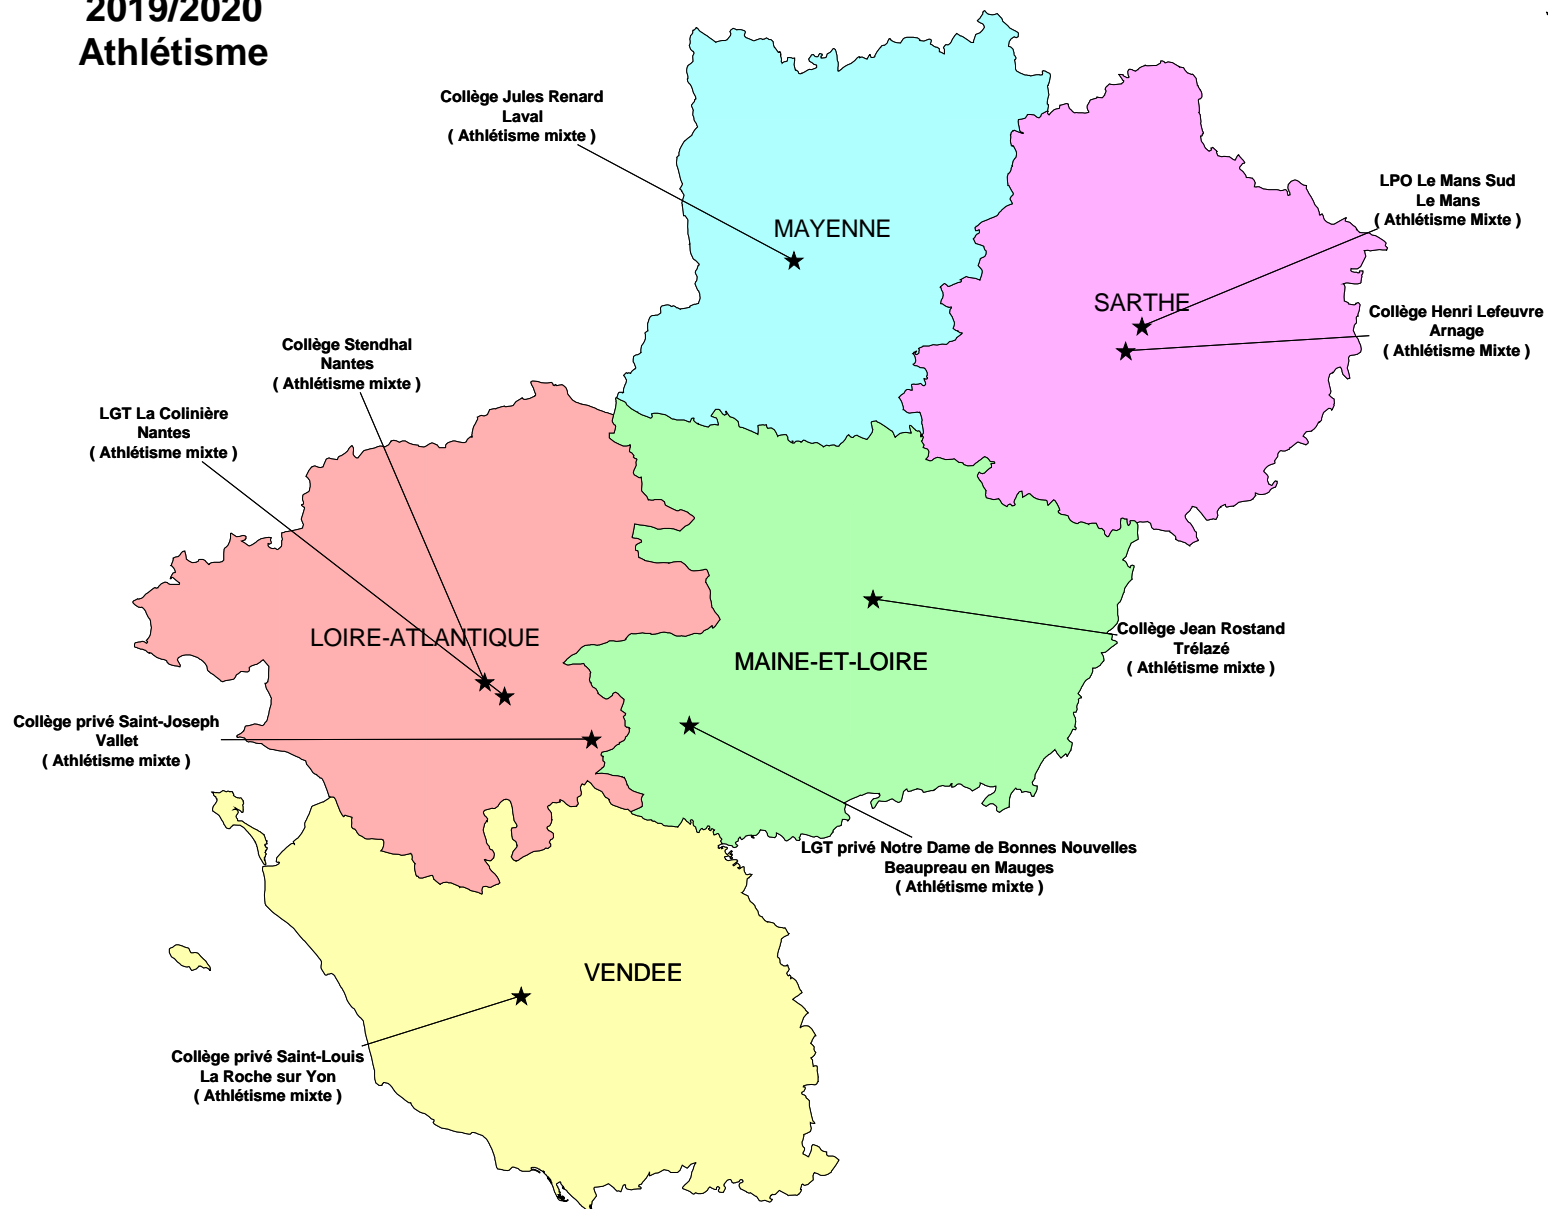 2019/2020
Athlétisme
Collège Jules Renard
Laval
( Athlétisme mixte )
LPO Le Mans Sud
Le Mans
( Athlétisme Mixte )
MAYENNE
SARTHE
Collège Henri Lefeuvre
Arnage
( Athlétisme Mixte )
Collège Stendhal
Nantes
( Athlétisme mixte )
LGT La Colinière
Nantes
( Athlétisme mixte )
LOIRE-ATLANTIQUE
MAINE-ET-LOIRE
Collège Jean Rostand
Trélazé
( Athlétisme mixte )
Collège privé Saint-Joseph
Vallet
( Athlétisme mixte )
LGT privé Notre Dame de Bonnes Nouvelles
Beaupreau en Mauges
( Athlétisme mixte )
VENDEE
Collège privé Saint-Louis
La Roche sur Yon
( Athlétisme mixte )